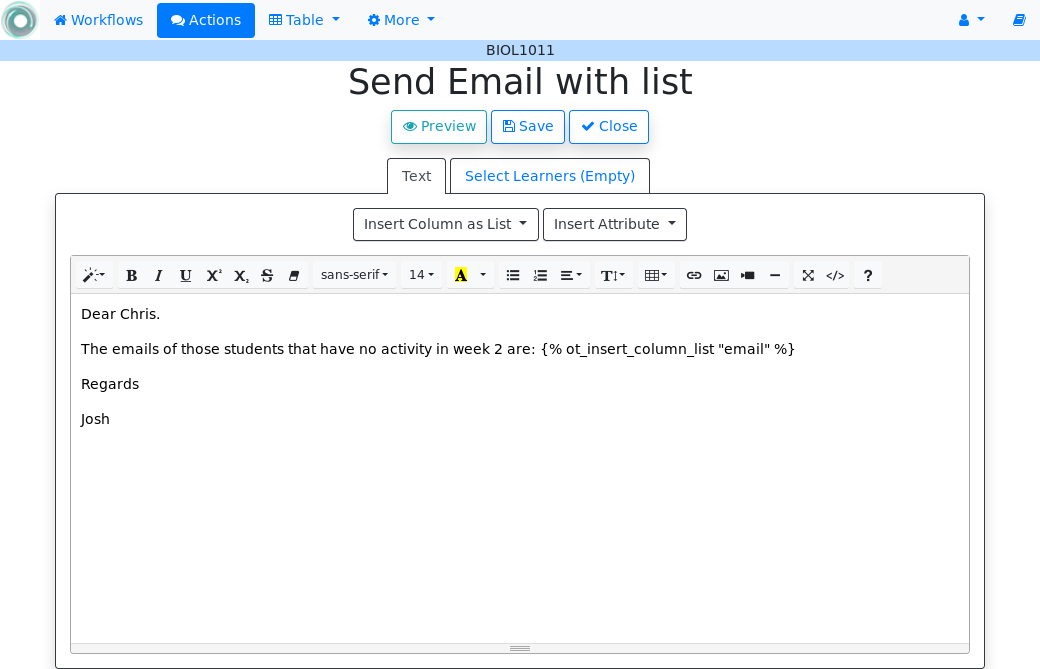 Workflows Actions Table More
BIOL1011
Send Email with list
Preview Save Close
Text Select Learners (Empty)
Insert Column as List Insert Attribute
B I U X² X₂ S sans-serif 14 A T </> ?
Dear Chris.
The emails of those students that have no activity in week 2 are: {% ot_insert_column_list "email" %}
Regards
Josh